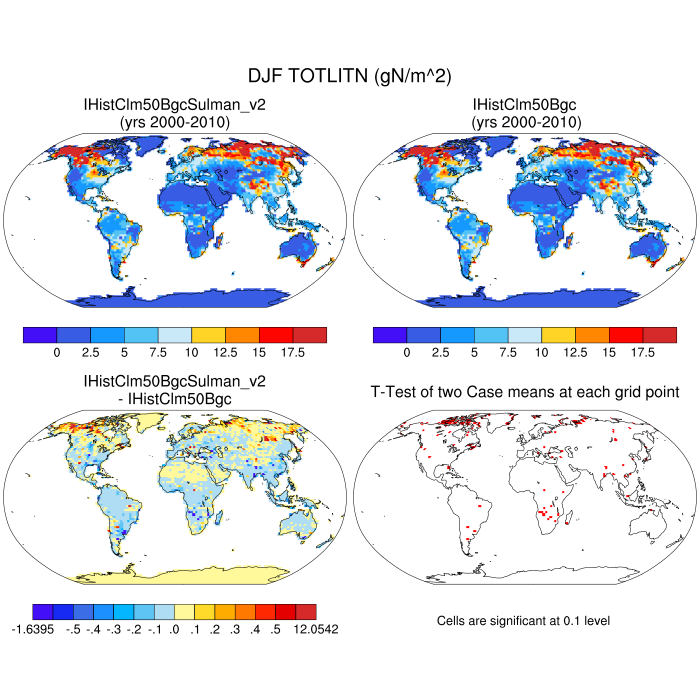 DJF TOTLITN (gN/m^2)
IHistClm50BgcSulman_v2
(yrs 2000-2010)
IHistClm50Bgc
(yrs 2000-2010)
0 2.5 5 7.5 10 12.5 15 17.5
0 2.5 5 7.5 10 12.5 15 17.5
IHistClm50BgcSulman_v2
- IHistClm50Bgc
T-Test of two Case means at each grid point
-1.6395 -.5 -.4 -.3 -.2 -.1 .0 .1 .2 .3 .4 .5 12.0542
Cells are significant at 0.1 level